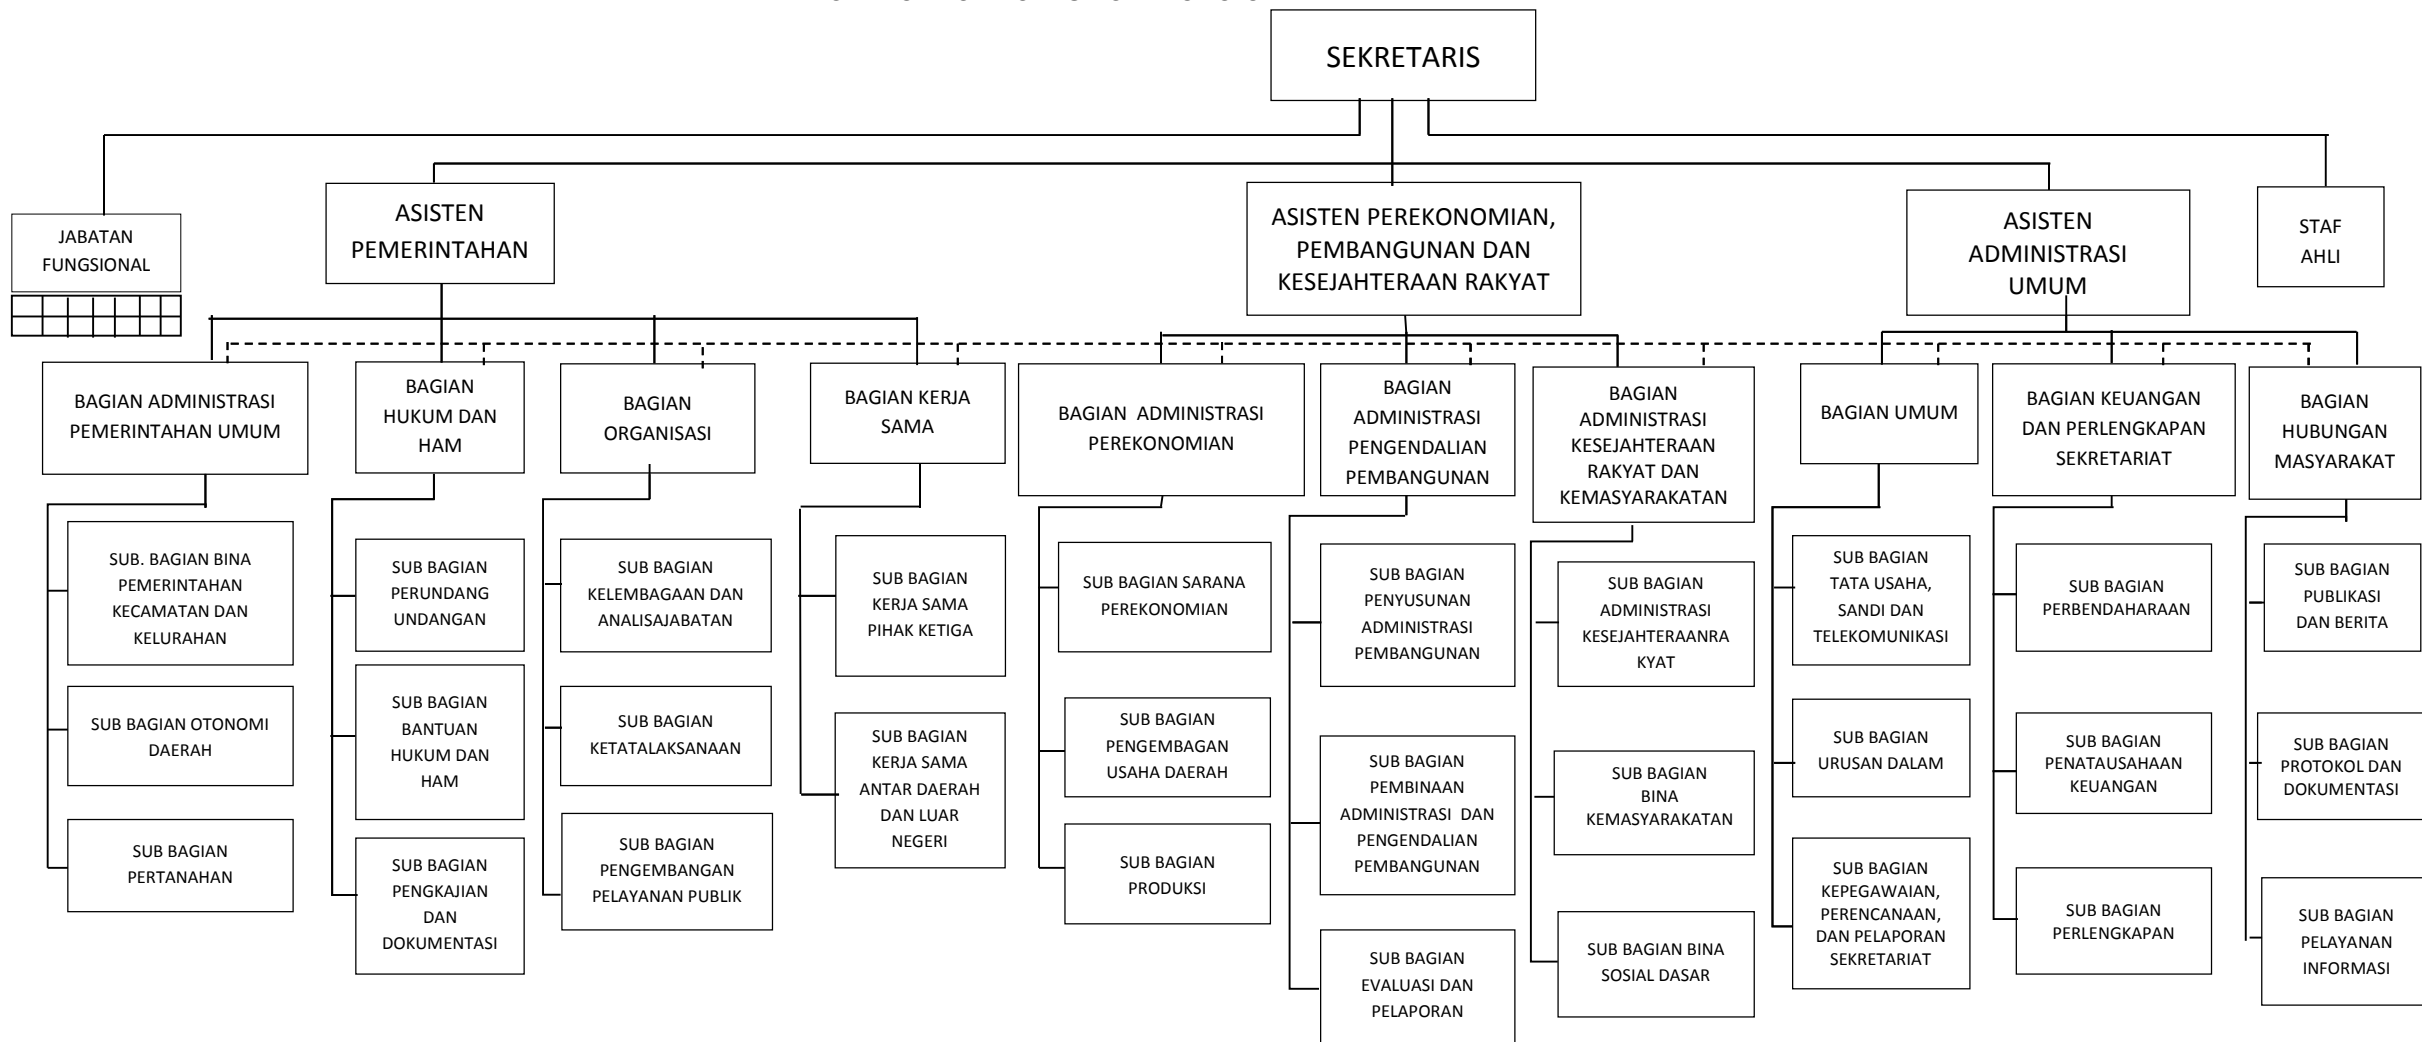 SEKRETARIS
JABATAN
FUNGSIONAL
ASISTEN
PEMERINTAHAN
ASISTEN PEREKONOMIAN,
PEMBANGUNAN DAN
KESEJAHTERAAN RAKYAT
ASISTEN
ADMINISTRASI
UMUM
STAF
AHLI
BAGIAN ADMINISTRASI
PEMERINTAHAN UMUM
BAGIAN
HUKUM DAN
HAM
BAGIAN
ORGANISASI
BAGIAN KERJA
SAMA
BAGIAN ADMINISTRASI
PEREKONOMIAN
BAGIAN
ADMINISTRASI
PENGENDALIAN
PEMBANGUNAN
BAGIAN
ADMINISTRASI
KESEJAHTERAAN
RAKYAT DAN
KEMASYARAKATAN
BAGIAN UMUM
BAGIAN KEUANGAN
DAN PERLENGKAPAN
SEKRETARIAT
BAGIAN
HUBUNGAN
MASYARAKAT
SUB. BAGIAN BINA
PEMERINTAHAN
KECAMATAN DAN
KELURAHAN
SUB BAGIAN OTONOMI
DAERAH
SUB BAGIAN
PERTANAHAN
SUB BAGIAN
PERUNDANG
UNDANGAN
SUB BAGIAN
BANTUAN
HUKUM DAN
HAM
SUB BAGIAN
PENGKAJIAN
DAN
DOKUMENTASI
SUB BAGIAN
KELEMBAGAAN DAN
ANALISAJABATAN
SUB BAGIAN
KETATALAKSANAAN
SUB BAGIAN
PENGEMBANGAN
PELAYANAN PUBLIK
SUB BAGIAN
KERJA SAMA
PIHAK KETIGA
SUB BAGIAN
KERJA SAMA
ANTAR DAERAH
DAN LUAR
NEGERI
SUB BAGIAN SARANA
PEREKONOMIAN
SUB BAGIAN
PENGEMBAGAN
USAHA DAERAH
SUB BAGIAN
PRODUKSI
SUB BAGIAN
PENYUSUNAN
ADMINISTRASI
PEMBANGUNAN
SUB BAGIAN
PEMBINAAN
ADMINISTRASI DAN
PENGENDALIAN
PEMBANGUNAN
SUB BAGIAN
EVALUASI DAN
PELAPORAN
SUB BAGIAN
ADMINISTRASI
KESEJAHTERAANRA
KYAT
SUB BAGIAN
BINA
KEMASYARAKATAN
SUB BAGIAN BINA
SOSIAL DASAR
SUB BAGIAN
TATA USAHA,
SANDI DAN
TELEKOMUNIKASI
SUB BAGIAN
URUSAN DALAM
SUB BAGIAN
KEPEGAWAIAN,
PERENCANAAN,
DAN PELAPORAN
SEKRETARIAT
SUB BAGIAN
PERBENDAHARAAN
SUB BAGIAN
PENATAUSAHAAN
KEUANGAN
SUB BAGIAN
PERLENGKAPAN
SUB BAGIAN
PUBLIKASI
DAN BERITA
SUB BAGIAN
PROTOKOL DAN
DOKUMENTASI
SUB BAGIAN
PELAYANAN
INFORMASI